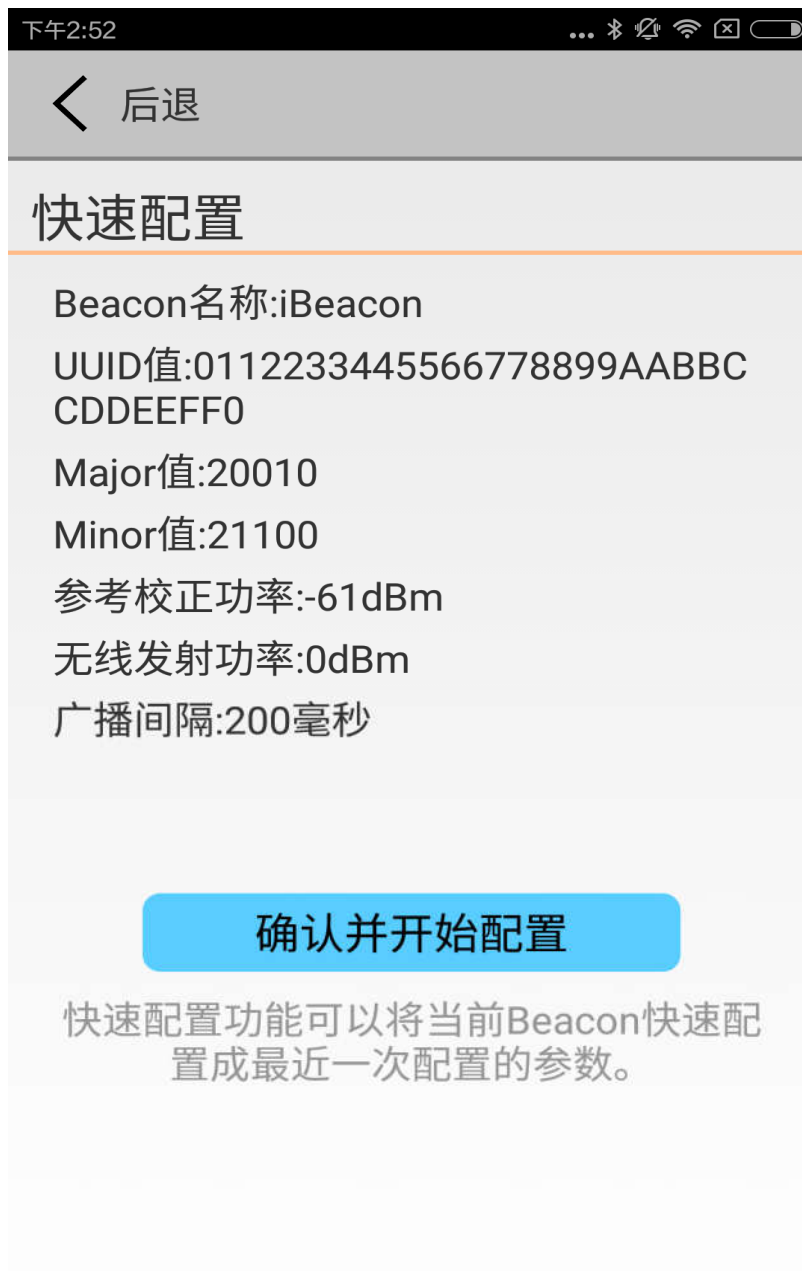 下午2:52
后退
快速配置
Beacon名称:iBeacon
UUID值:0112233445566778899AABBC
CDDEEFF0
Major值:20010
Minor值:21100
参考校正功率:-61dBm
无线发射功率:0dBm
广播间隔:200毫秒
确认并开始配置
快速配置功能可以将当前Beacon快速配
置成最近一次配置的参数。